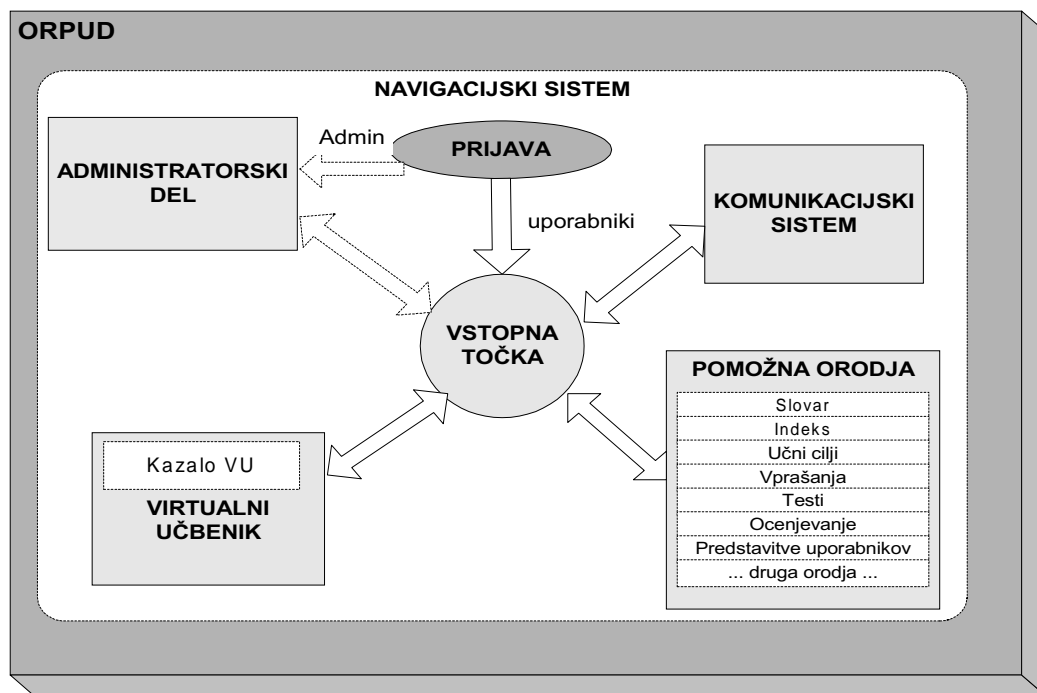 ORPUD
NAVIGACIJSKI SISTEM
Admin
PRIJAVA
ADMINISTRATORSKI
DEL
uporabniki
KOMUNIKACIJSKI
SISTEM
VSTOPNA
TOČKA
POMOŽNA ORODJA
Slovar
Indeks
Učni cilji
Vprašanja
Testi
Ocenjevanje
Predstavitve uporabnikov
... druga orodja ...
Kazalo VU
VIRTUALNI
UČBENIK